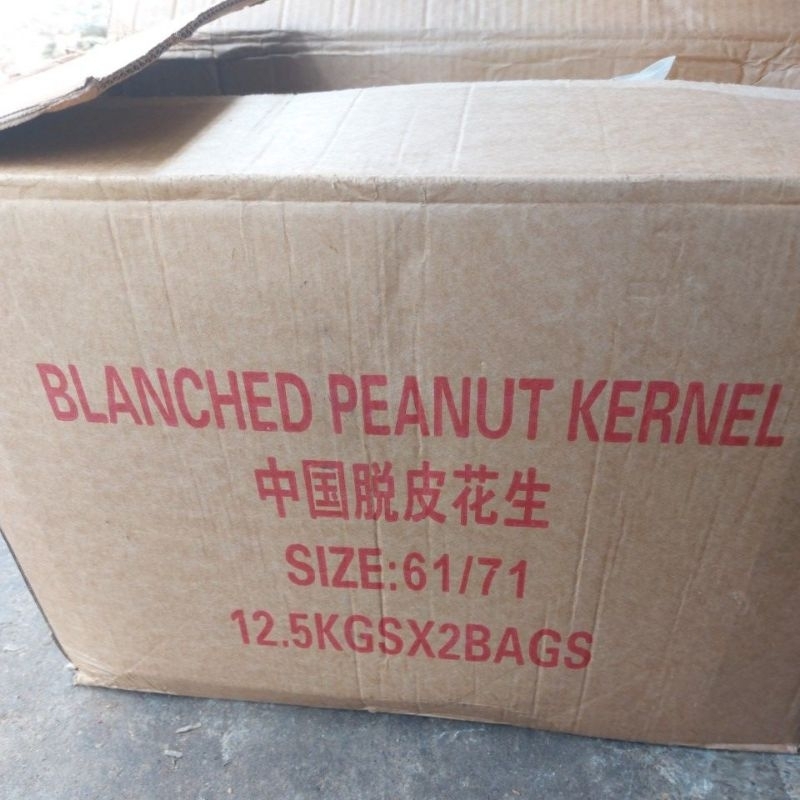 BLANCHED PEANUT KERNEL
中国脱皮花生
SIZE:61/71
12.5KGSX2BAGS